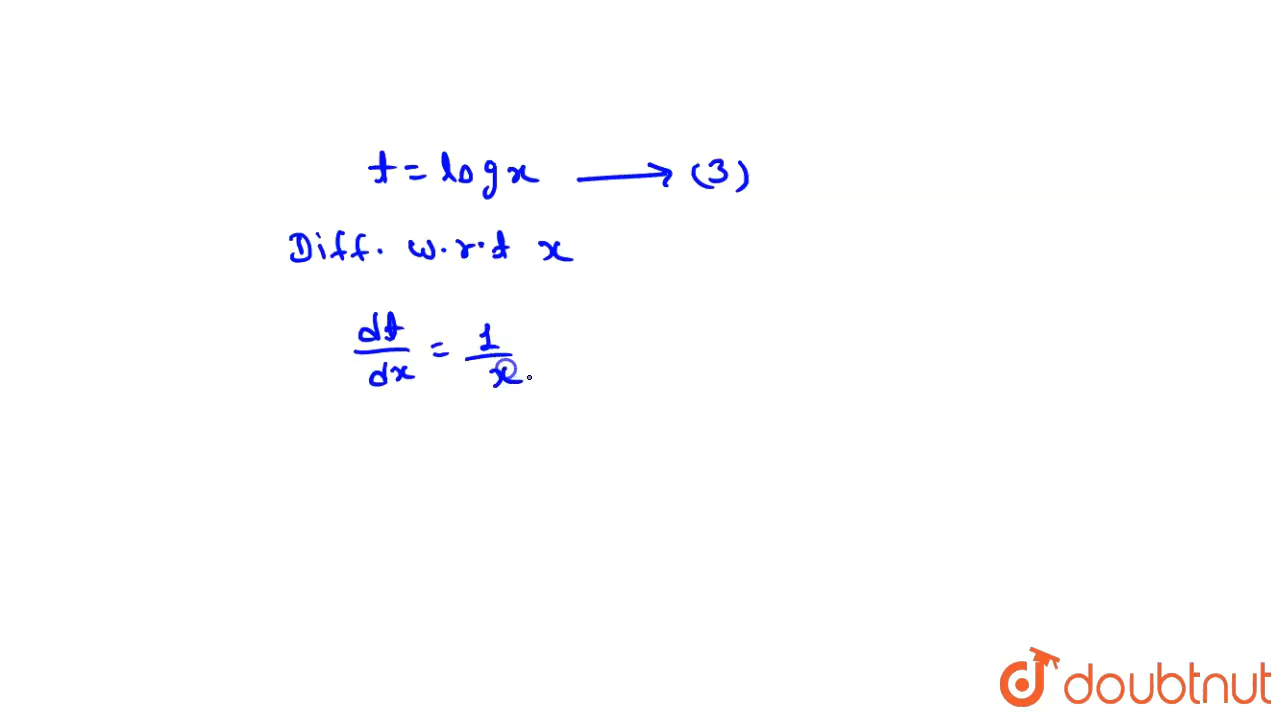 t = log x ⟶ (3)
Diff. w.r.t x
dt/dx = 1/x
doubtnut